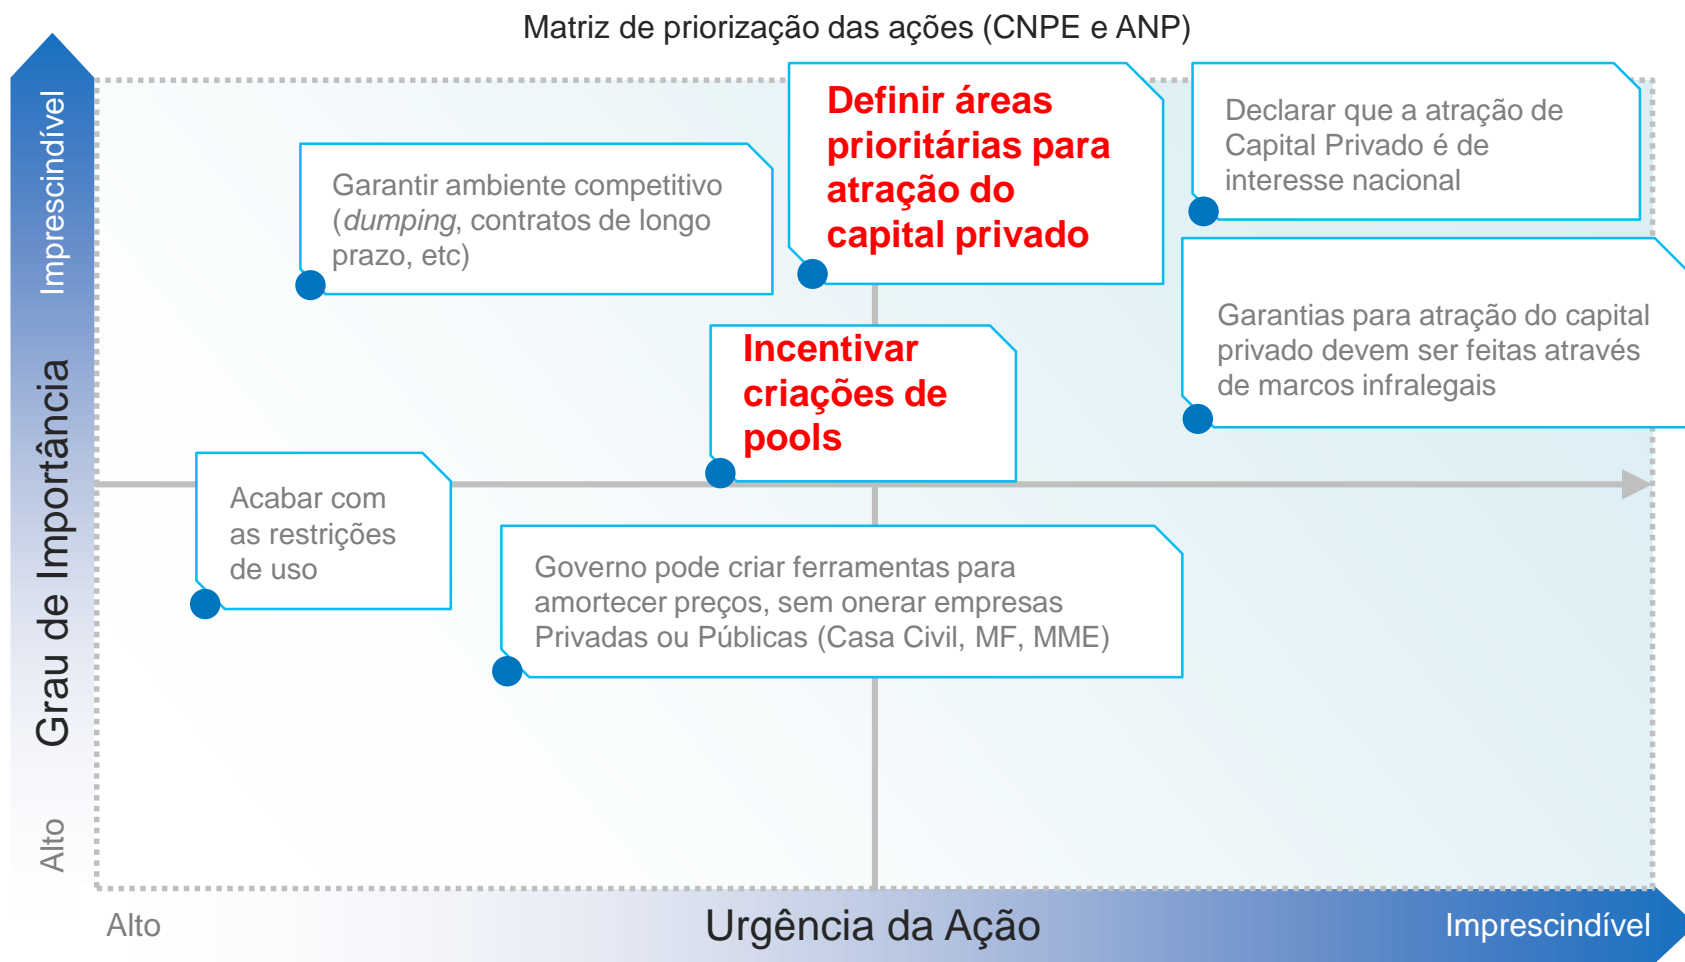 Matriz de priorização das ações (CNPE e ANP)
Imprescindível
Grau de Importância
Alto
Garantir ambiente competitivo
(dumping, contratos de longo
prazo, etc)
Definir áreas
prioritárias para
atração do
capital privado
Declarar que a atração de
Capital Privado é de
interesse nacional
Incentivar
criações de
pools
Garantias para atração do capital
privado devem ser feitas através
de marcos infralegais
Acabar com
as restrições
de uso
Governo pode criar ferramentas para
amortecer preços, sem onerar empresas
Privadas ou Públicas (Casa Civil, MF, MME)
Alto
Urgência da Ação
Imprescindível